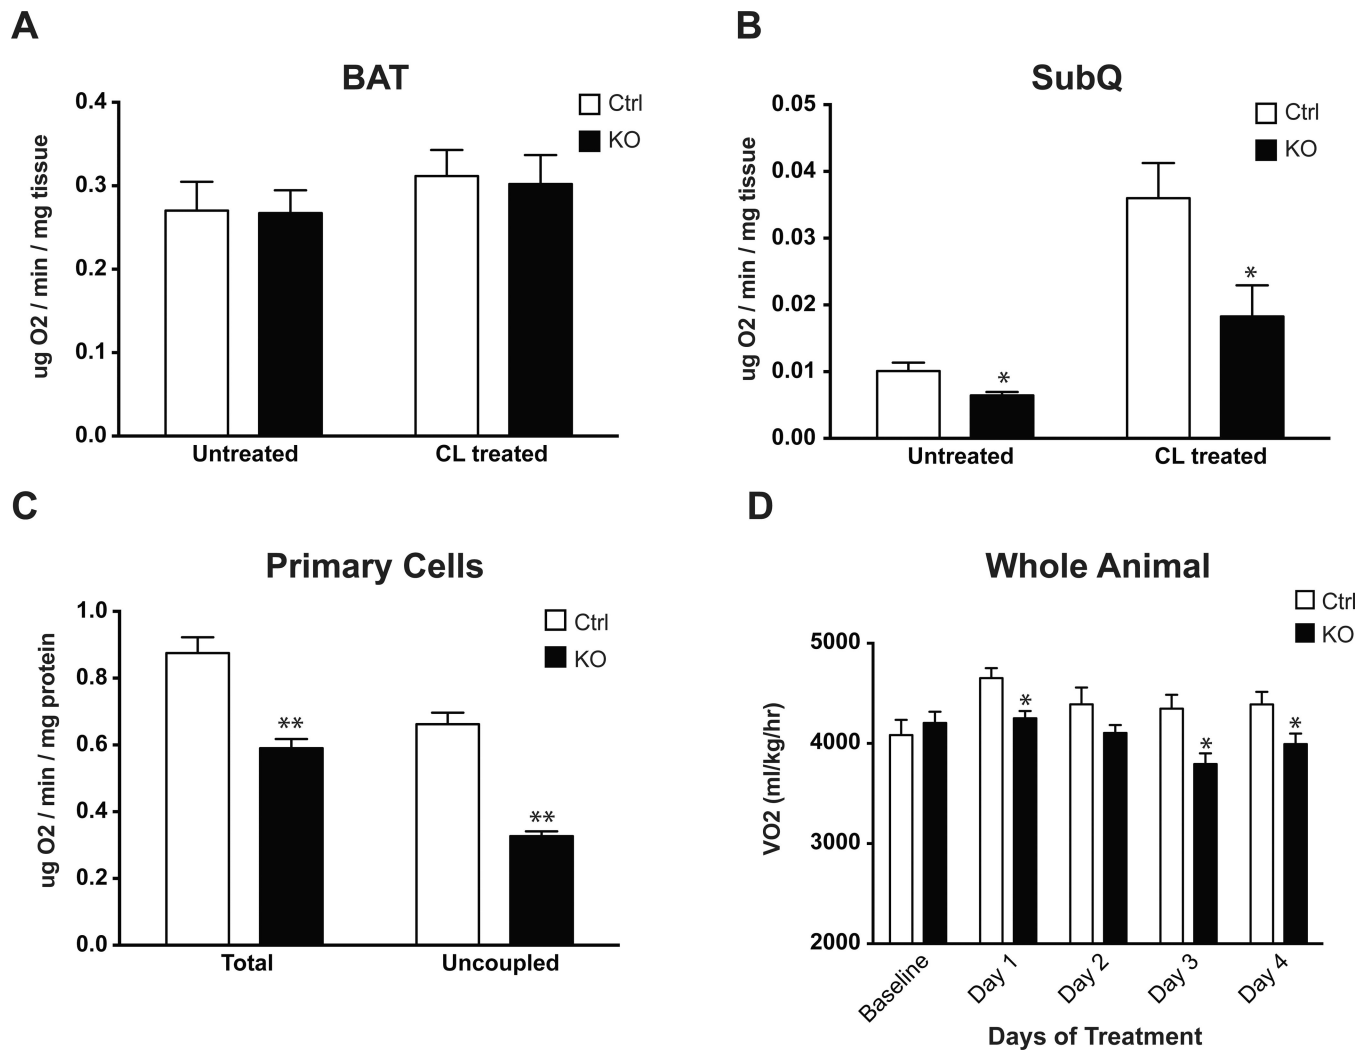 A
BAT
Ctrl
KO
0.4
0.3
0.2
0.1
0.0
ug O2 / min / mg tissue
Untreated
CL treated
B
SubQ
Ctrl
KO
0.05
0.04
0.03
0.02
0.01
0.00
ug O2 / min / mg tissue
*
*
Untreated
CL treated
C
Primary Cells
Ctrl
KO
1.0
0.8
0.6
0.4
0.2
0.0
ug O2 / min / mg protein
**
**
Total
Uncoupled
D
Whole Animal
Ctrl
KO
5000
4000
3000
2000
VO2 (ml/kg/hr)
*
*
*
Baseline
Day 1
Day 2
Day 3
Day 4
Days of Treatment